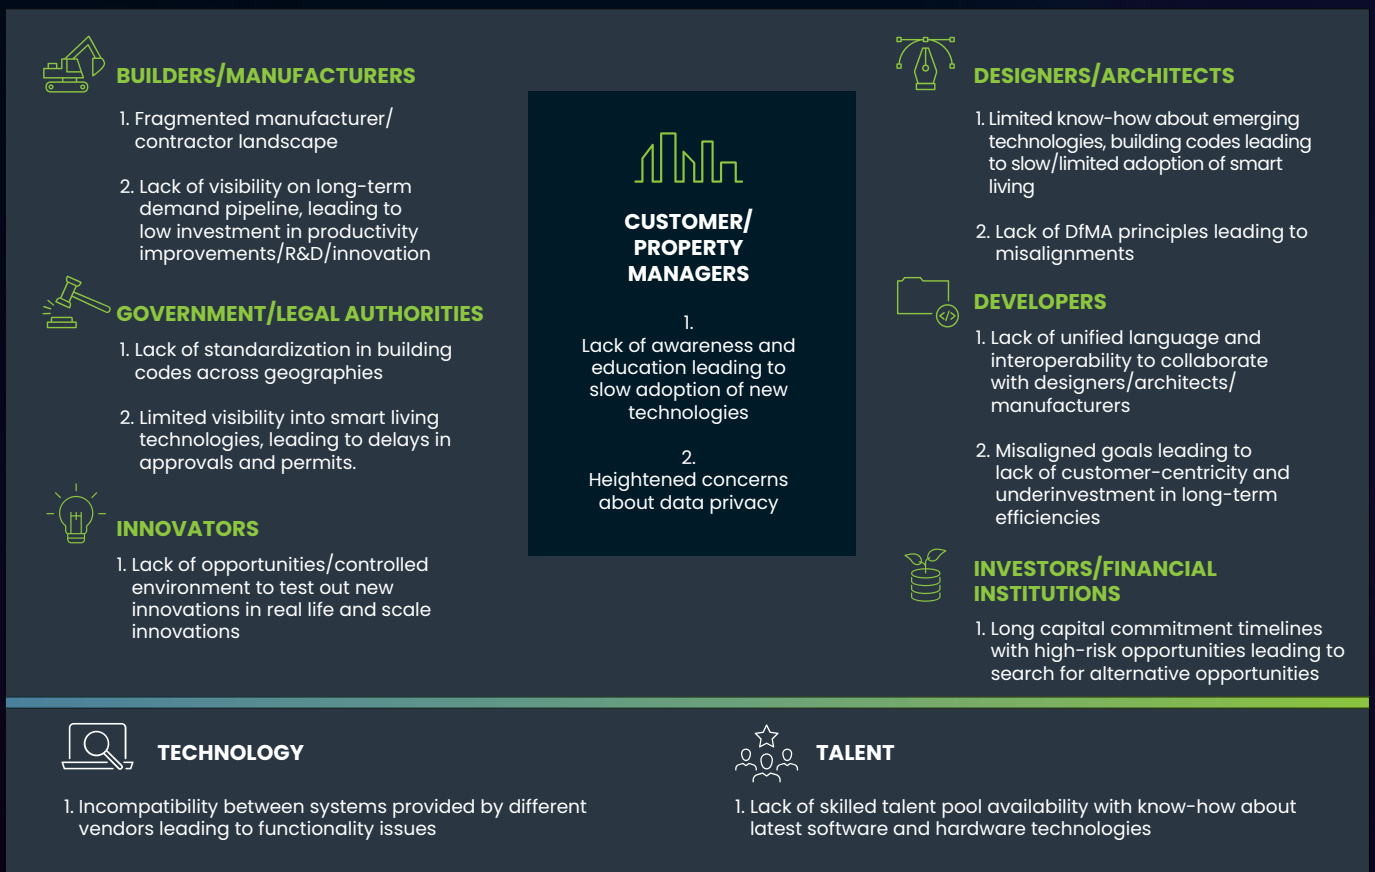 BUILDERS/MANUFACTURERS
1. Fragmented manufacturer/
contractor landscape
2. Lack of visibility on long-term
demand pipeline, leading to
low investment in productivity
improvements/R&D/innovation
GOVERNMENT/LEGAL AUTHORITIES
1. Lack of standardization in building
codes across geographies
2. Limited visibility into smart living
technologies, leading to delays in
approvals and permits.
INNOVATORS
1. Lack of opportunities/controlled
environment to test out new
innovations in real life and scale
innovations
CUSTOMER/
PROPERTY
MANAGERS
1.
Lack of awareness and
education leading to
slow adoption of new
technologies
2.
Heightened concerns
about data privacy
DESIGNERS/ARCHITECTS
1. Limited know-how about emerging
technologies, building codes leading
to slow/limited adoption of smart
living
2. Lack of DfMA principles leading to
misalignments
</>
DEVELOPERS
1. Lack of unified language and
interoperability to collaborate
with designers/architects/
manufacturers
2. Misaligned goals leading to
lack of customer-centricity and
underinvestment in long-term
efficiencies
INVESTORS/FINANCIAL
INSTITUTIONS
1. Long capital commitment timelines
with high-risk opportunities leading to
search for alternative opportunities
TECHNOLOGY
1. Incompatibility between systems provided by different
vendors leading to functionality issues
TALENT
1. Lack of skilled talent pool availability with know-how about
latest software and hardware technologies